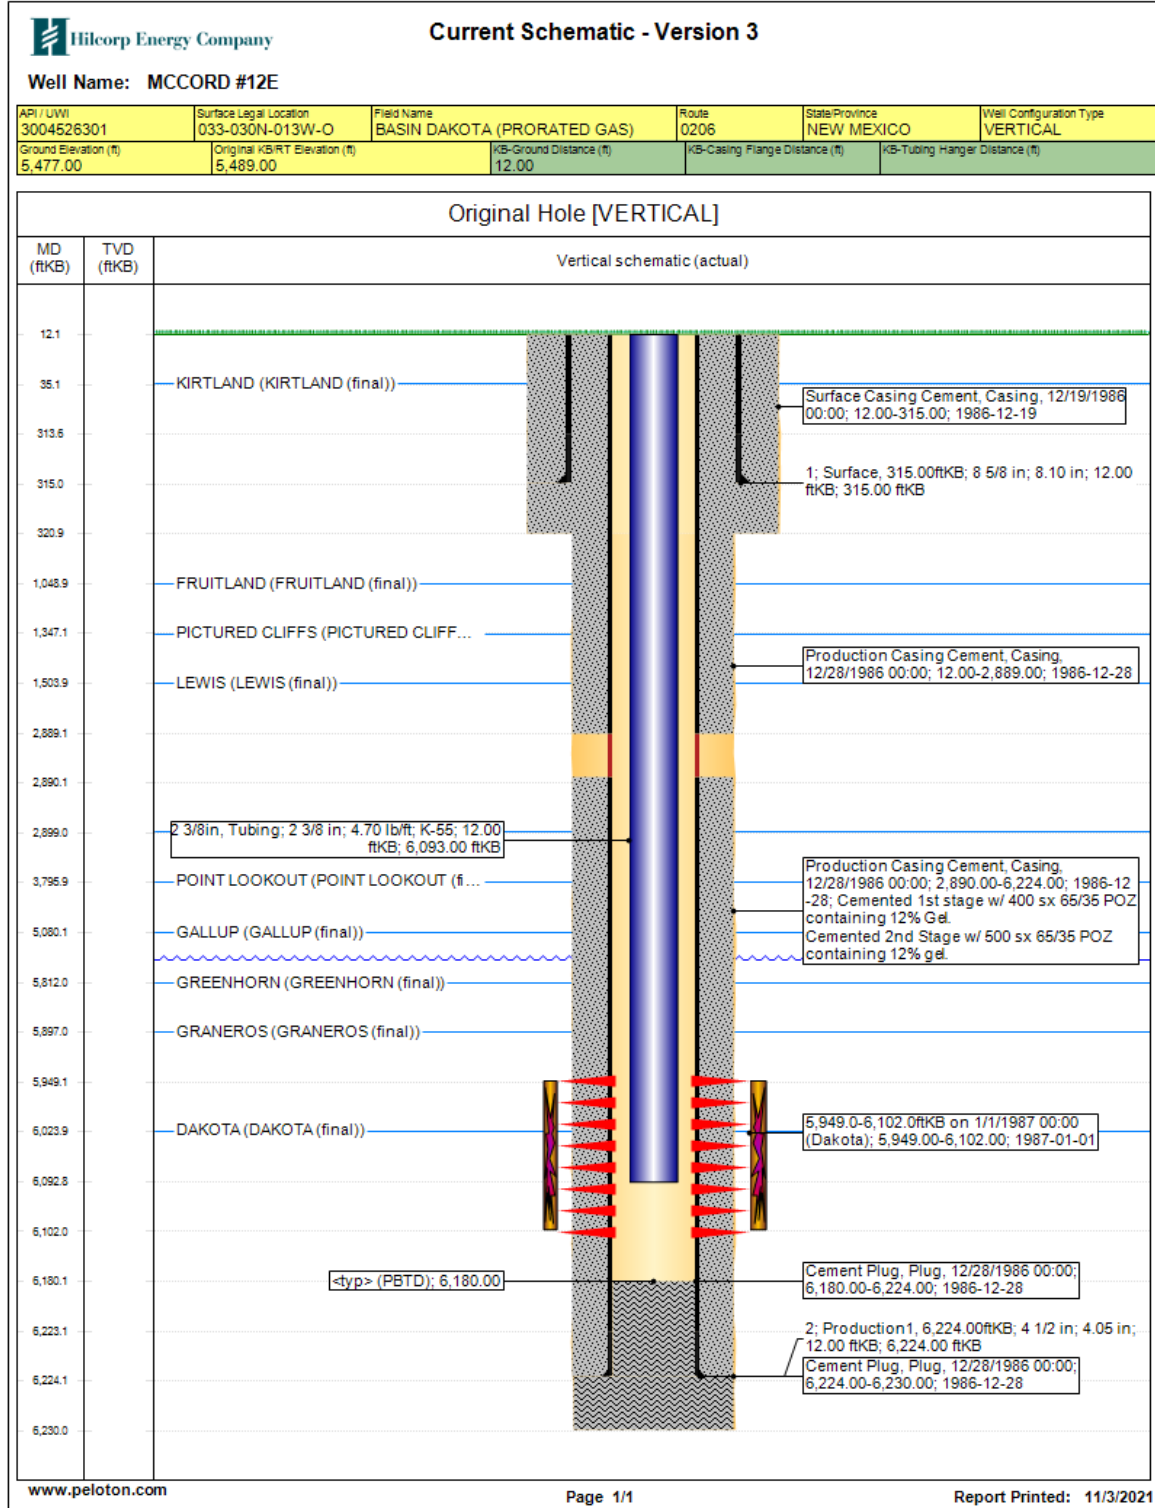 Hilcorp Energy Company
Current Schematic - Version 3
Well Name: MCCORD #12E
API / UWI
3004526301
Surface Legal Location
033-030N-013W-O
Field Name
BASIN DAKOTA (PRORATED GAS)
Route
0206
State/Province
NEW MEXICO
Well Configuration Type
VERTICAL
Ground Elevation (ft)
5,477.00
Original KB/RT Elevation (ft)
5,489.00
KB-Ground Distance (ft)
12.00
KB-Casing Flange Distance (ft)
KB-Tubing Hanger Distance (ft)
Original Hole [VERTICAL]
MD
(ftKB)
TVD
(ftKB)
Vertical schematic (actual)
12.1
35.1
KIRTLAND (KIRTLAND (final))
Surface Casing Cement, Casing, 12/19/1986
00:00; 12.00-315.00; 1986-12-19
313.6
315.0
1; Surface, 315.00ftKB; 8 5/8 in; 8.10 in; 12.00
ftKB; 315.00 ftKB
320.9
1,048.9
FRUITLAND (FRUITLAND (final))
1,347.1
PICTURED CLIFFS (PICTURED CLIFF...
Production Casing Cement, Casing,
12/28/1986 00:00; 12.00-2,889.00; 1986-12-28
1,503.9
LEWIS (LEWIS (final))
2,889.1
2,890.1
2,899.0
2 3/8in, Tubing; 2 3/8 in; 4.70 lb/ft; K-55; 12.00
ftKB; 6,093.00 ftKB
3,795.9
POINT LOOKOUT (POINT LOOKOUT (fi...
Production Casing Cement, Casing,
12/28/1986 00:00; 2,890.00-6,224.00; 1986-12
-28; Cemented 1st stage w/ 400 sx 65/35 POZ
containing 12% Gel.
Cemented 2nd Stage w/ 500 sx 65/35 POZ
containing 12% gel.
5,080.1
GALLUP (GALLUP (final))
5,812.0
GREENHORN (GREENHORN (final))
5,897.0
GRANEROS (GRANEROS (final))
5,949.1
6,023.9
DAKOTA (DAKOTA (final))
5,949.0-6,102.0ftKB on 1/1/1987 00:00
(Dakota); 5,949.00-6,102.00; 1987-01-01
6,092.8
6,102.0
6,180.1
<typ> (PBTD); 6,180.00
Cement Plug, Plug, 12/28/1986 00:00;
6,180.00-6,224.00; 1986-12-28
6,223.1
2; Production1, 6,224.00ftKB; 4 1/2 in; 4.05 in;
12.00 ftKB; 6,224.00 ftKB
6,224.1
Cement Plug, Plug, 12/28/1986 00:00;
6,224.00-6,230.00; 1986-12-28
6,230.0
www.peloton.com
Page 1/1
Report Printed: 11/3/2021